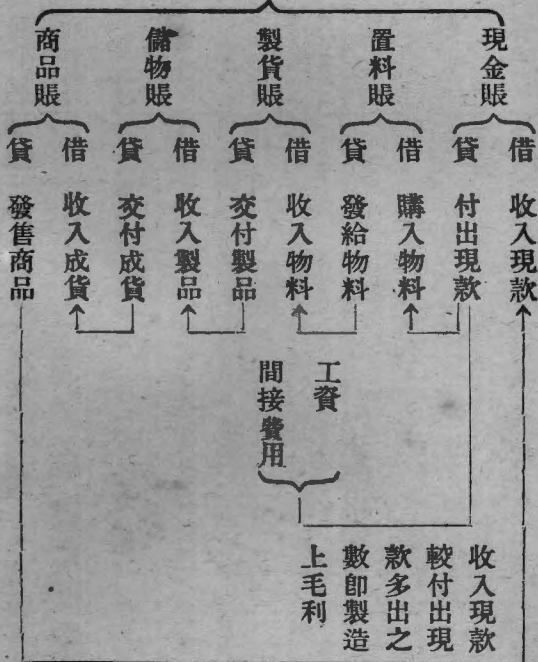 現金賬
借 收入現款
貸 付出現款
置料賬
借 購入物料
貸 發給物料
製貨賬
借 收入物料
貸 交付製品
儲物賬
借 收入製品
貸 交付成貨
商品賬
借 收入成貨
貸 發售商品
工資
間接費用
收入現款
較付出現
款多出之
數即製造
上毛利